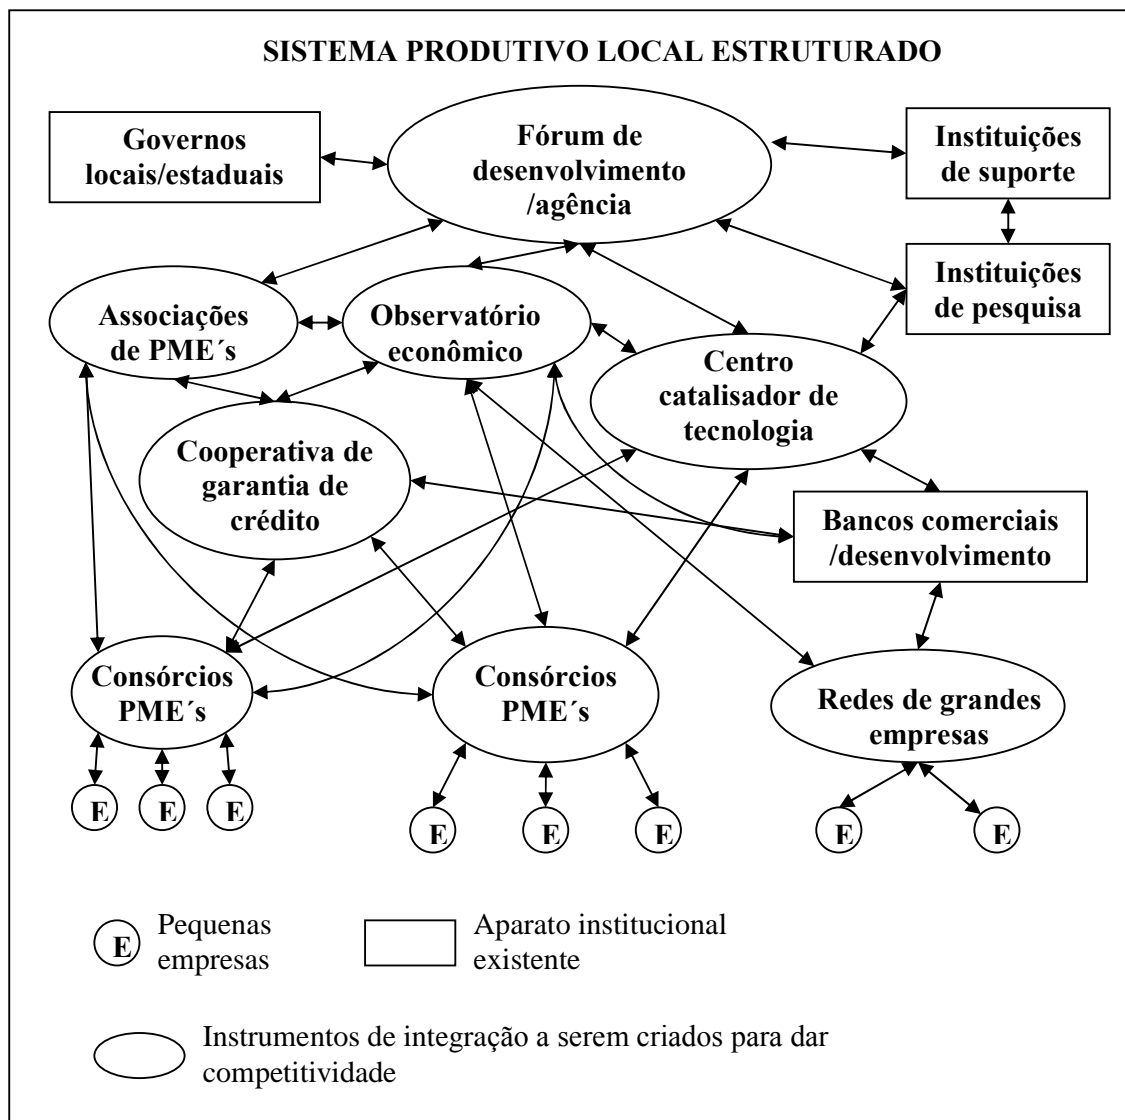 SISTEMA PRODUTIVO LOCAL ESTRUTURADO
Governos
locais/estaduais
Fórum de
desenvolvimento
/agência
Instituições
de suporte
Instituições
de pesquisa
Associações
de PME´s
Observatório
econômico
Centro
catalisador de
tecnologia
Cooperativa de
garantia de
crédito
Bancos comerciais
/desenvolvimento
Consórcios
PME´s
Consórcios
PME´s
Redes de grandes
empresas
E
E
E
E
E
E
E
E
E
Pequenas
empresas
Aparato institucional
existente
Instrumentos de integração a serem criados para dar
competitividade